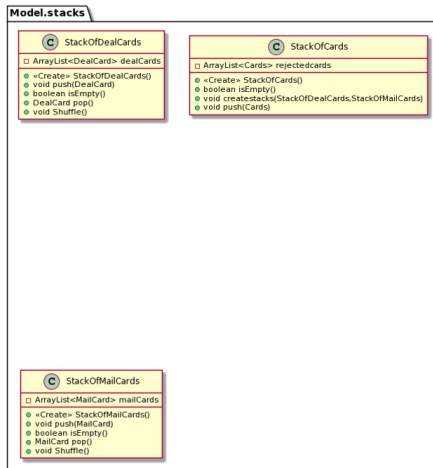 Model.stacks
C StackOfDealCards
ArrayList<DealCard> dealCards
«Create» StackOfDealCards()
void push(DealCard)
boolean isEmpty()
DealCard pop()
void Shuffle()
C StackOfCards
ArrayList<Cards> rejectedcards
«Create» StackOfCards()
boolean isEmpty()
void createstacks(StackOfDealCards,StackOfMailCards)
void push(Cards)
C StackOfMailCards
ArrayList<MailCard> mailCards
«Create» StackOfMailCards()
void push(MailCard)
boolean isEmpty()
MailCard pop()
void Shuffle()